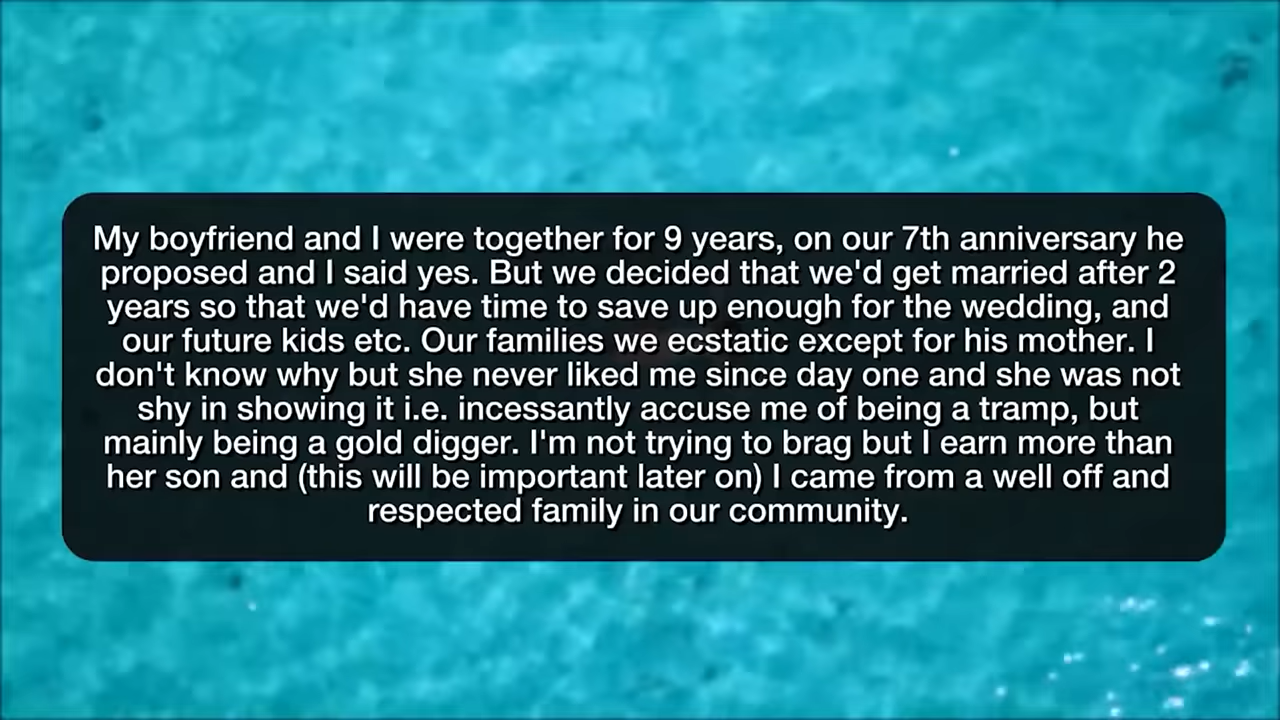 My boyfriend and I were together for 9 years, on our 7th anniversary he
proposed and I said yes. But we decided that we'd get married after 2
years so that we'd have time to save up enough for the wedding, and
our future kids etc. Our families we ecstatic except for his mother. I
don't know why but she never liked me since day one and she was not
shy in showing it i.e. incessantly accuse me of being a tramp, but
mainly being a gold digger. I'm not trying to brag but I earn more than
her son and (this will be important later on) I came from a well off and
respected family in our community.